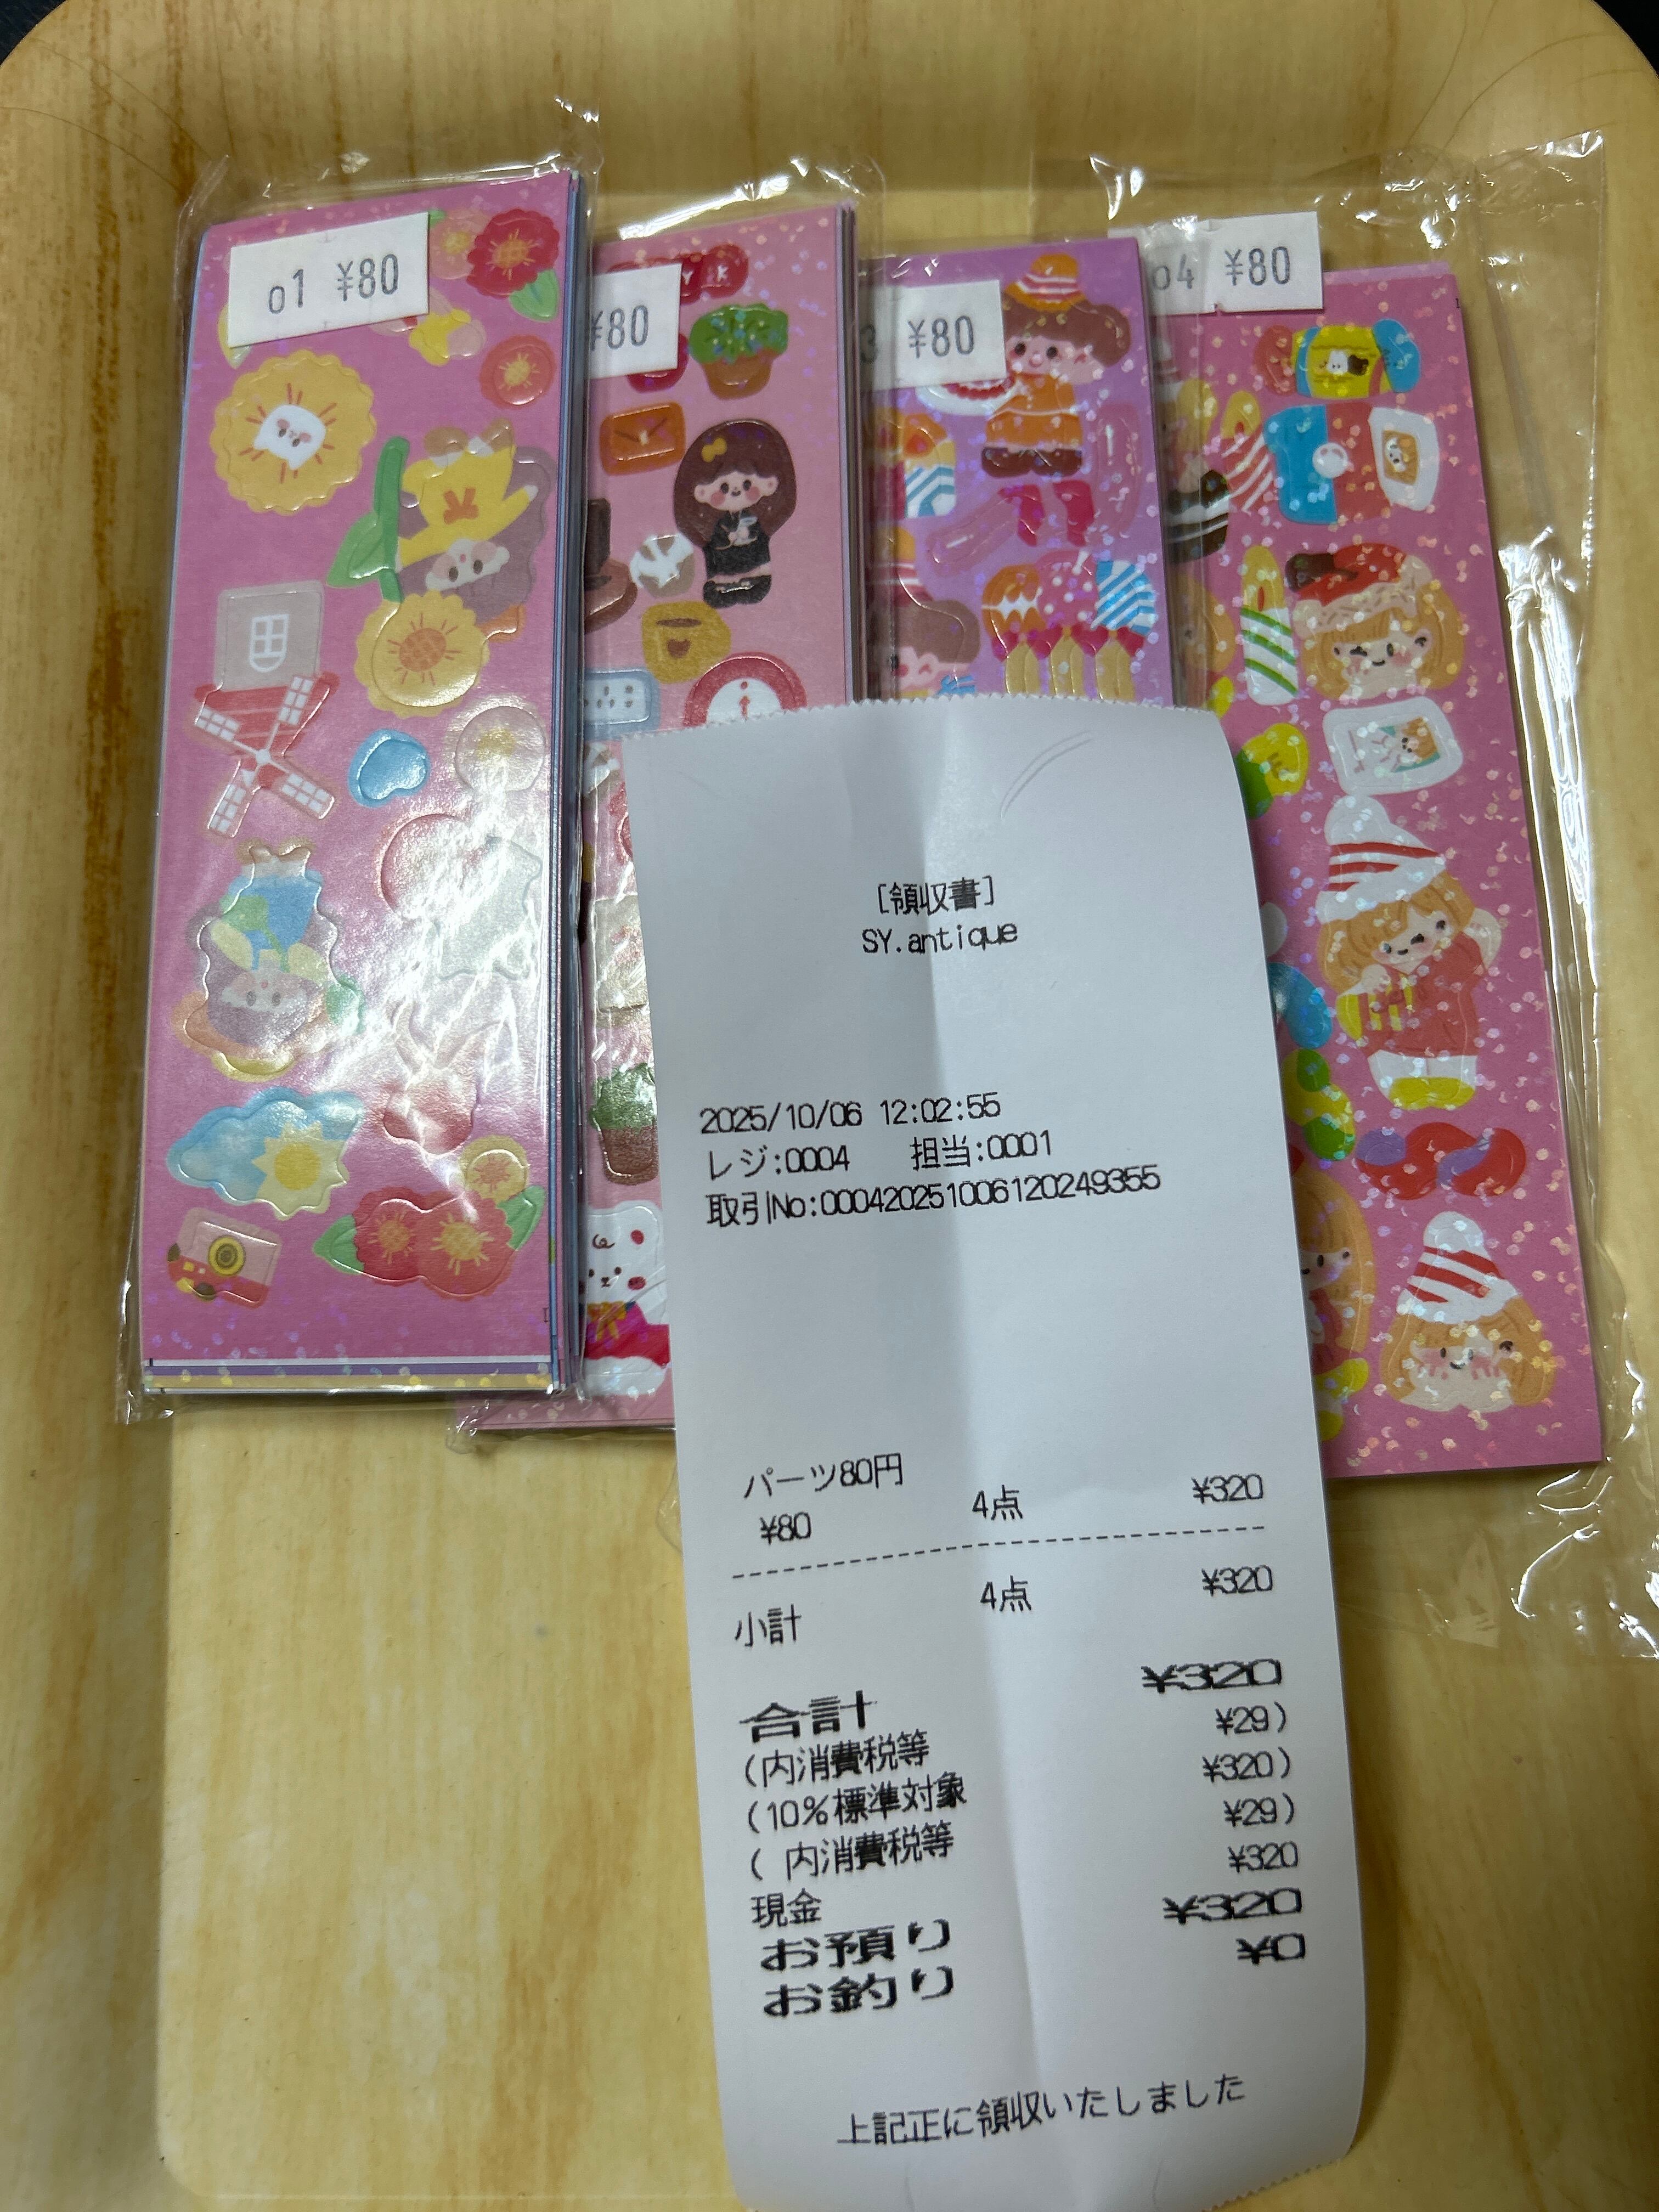 o1 ¥80
¥80
3 ¥80
o4 ¥80
[領収書]
SY.antique
2025/10/06 12:02:55
レジ:0004 担当:0001
取引No:00042025100612024​9355
パーツ80円
¥80 4点 ¥320
小計 4点 ¥320
合計 ¥320
(内消費税等 ¥29)
(10%標準対象 ¥320)
( 内消費税等 ¥29)
現金 ¥320
お預り ¥320
お釣り ¥0
上記正に領収いたしました